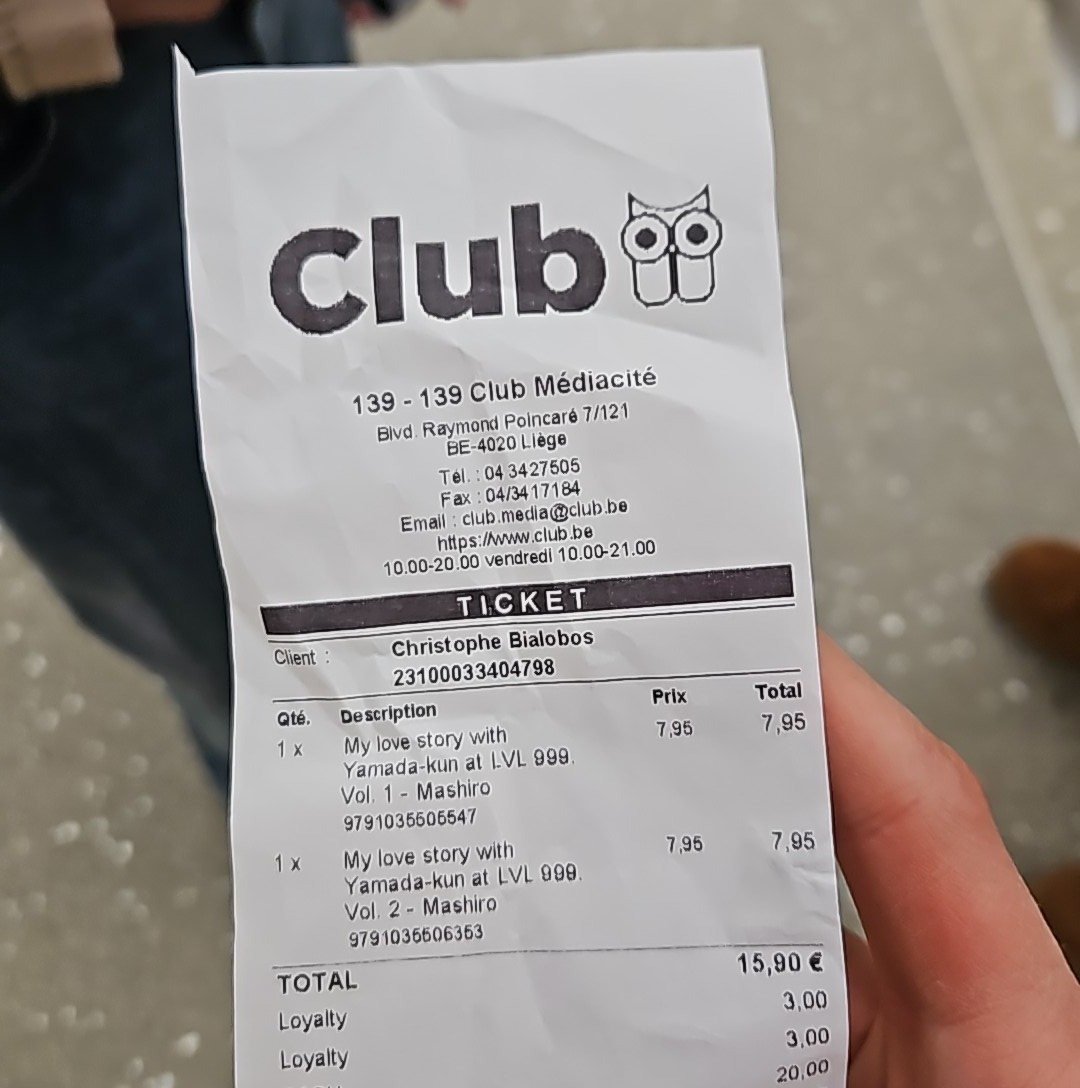 Club
139 - 139 Club Médiacité
Blvd. Raymond Poincaré 7/121
BE-4020 Liège
Tél. : 04 3427505
Fax : 04/3417184
Email : club.media@club.be
https://www.club.be
10.00-20.00 vendredi 10.00-21.00
TICKET
Client : Christophe Bialobos
23100033404798
Qté. Description Prix Total
1 x My love story with 7,95 7,95
Yamada-kun at LVL 999.
Vol. 1 - Mashiro
9791035505547
1 x My love story with 7,95 7,95
Yamada-kun at LVL 999.
Vol. 2 - Mashiro
9791035506353
TOTAL 15,90 €
Loyalty 3,00
Loyalty 3,00
20,00